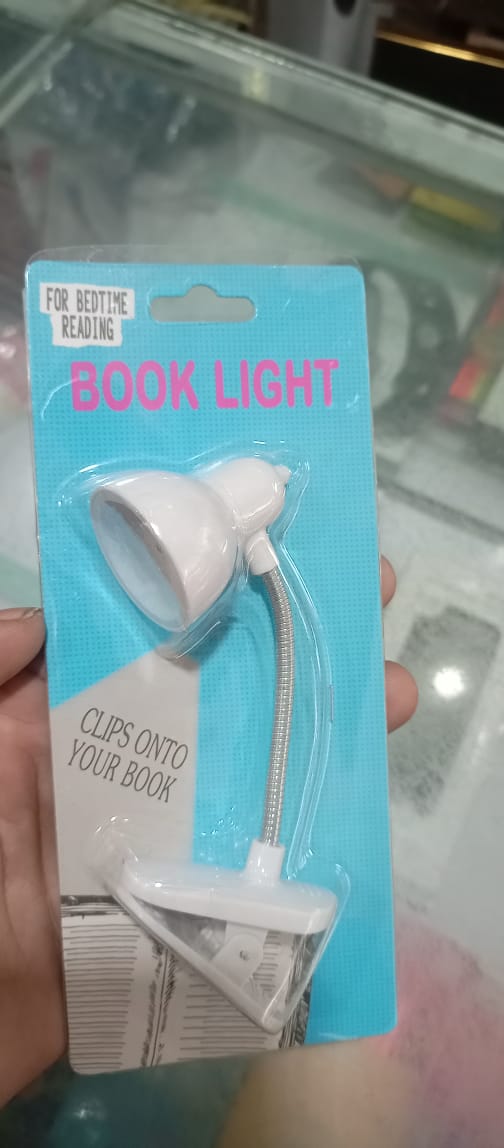 FOR BEDTIME
READING
BOOK LIGHT
CLIPS ONTO
YOUR BOOK